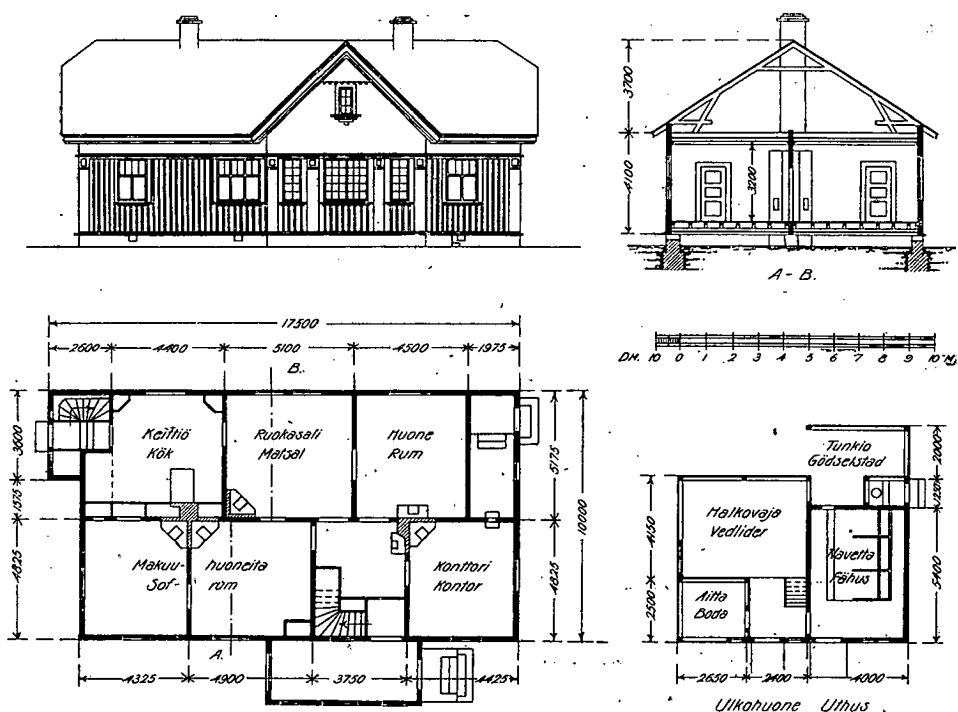 3700
4100
3200
A-B.
17500
2600 4400 5100 4500 1975
B.
DM. 10 0 1 2 3 4 5 6 7 8 9 10 M.
3600
1575
4825
Keittiö
Kök
Ruokasali
Matsal
Huone
Rum
5175
10000
4825
Makuu-
Sof-
huoneita
rum
Konttori
Kontor
A.
4325 4900 3750 4425
Tunkio
Gödselstad
2000
1250
5400
4150
2500
Halkovaja
Vedlider
Navetta
Fähus
Aitta
Boda
2650 2400 4000
Ulkohuone Uthus